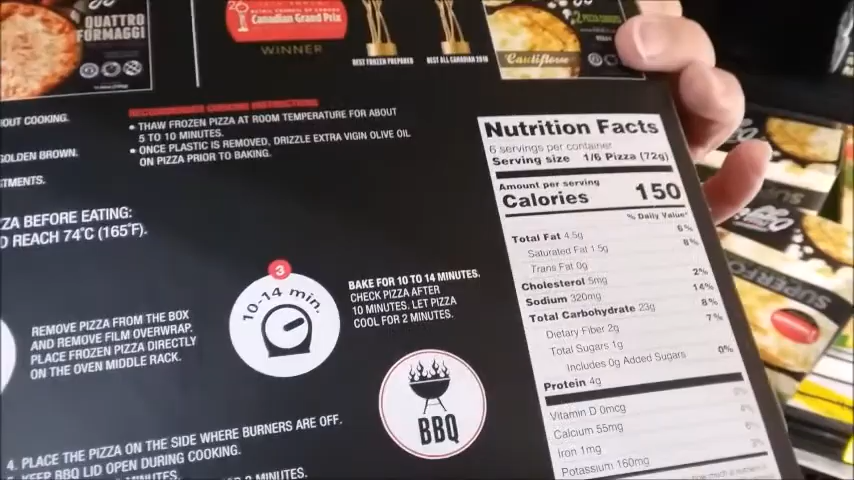 QUATTRO
FORMAGGI
Canadian Grand Prix
WINNER
BEST FROZEN PREPARED
BEST ALL CANADIAN
PIZZA CRUSTS
Cauliflower
OUT COOKING.
GOLDEN BROWN.
STMENTS.
ZZA BEFORE EATING:
D REACH 74°C (165°F).
RECOMMENDED COOKING INSTRUCTIONS
• THAW FROZEN PIZZA AT ROOM TEMPERATURE FOR ABOUT
5 TO 10 MINUTES.
• ONCE PLASTIC IS REMOVED, DRIZZLE EXTRA VIRGIN OLIVE OIL
ON PIZZA PRIOR TO BAKING.
REMOVE PIZZA FROM THE BOX
AND REMOVE FILM OVERWRAP.
PLACE FROZEN PIZZA DIRECTLY
ON THE OVEN MIDDLE RACK.
3
10-14 min.
BAKE FOR 10 TO 14 MINUTES.
CHECK PIZZA AFTER
10 MINUTES. LET PIZZA
COOL FOR 2 MINUTES.
BBQ
4. PLACE THE PIZZA ON THE SIDE WHERE BURNERS ARE OFF.
KEEP BBQ LID OPEN DURING COOKING.
MINUTES.
Nutrition Facts
6 servings per container
Serving size 1/6 Pizza (72g)
Amount per serving
Calories 150
% Daily Value*
Total Fat 4.5g 6%
Saturated Fat 1.5g 8%
Trans Fat 0g
Cholesterol 5mg 2%
Sodium 320mg 14%
Total Carbohydrate 23g 8%
Dietary Fiber 2g 7%
Total Sugars 1g
Includes 0g Added Sugars 0%
Protein 4g
Vitamin D 0mcg
Calcium 55mg
Iron 1mg
Potassium 160mg
SUPERFOOD